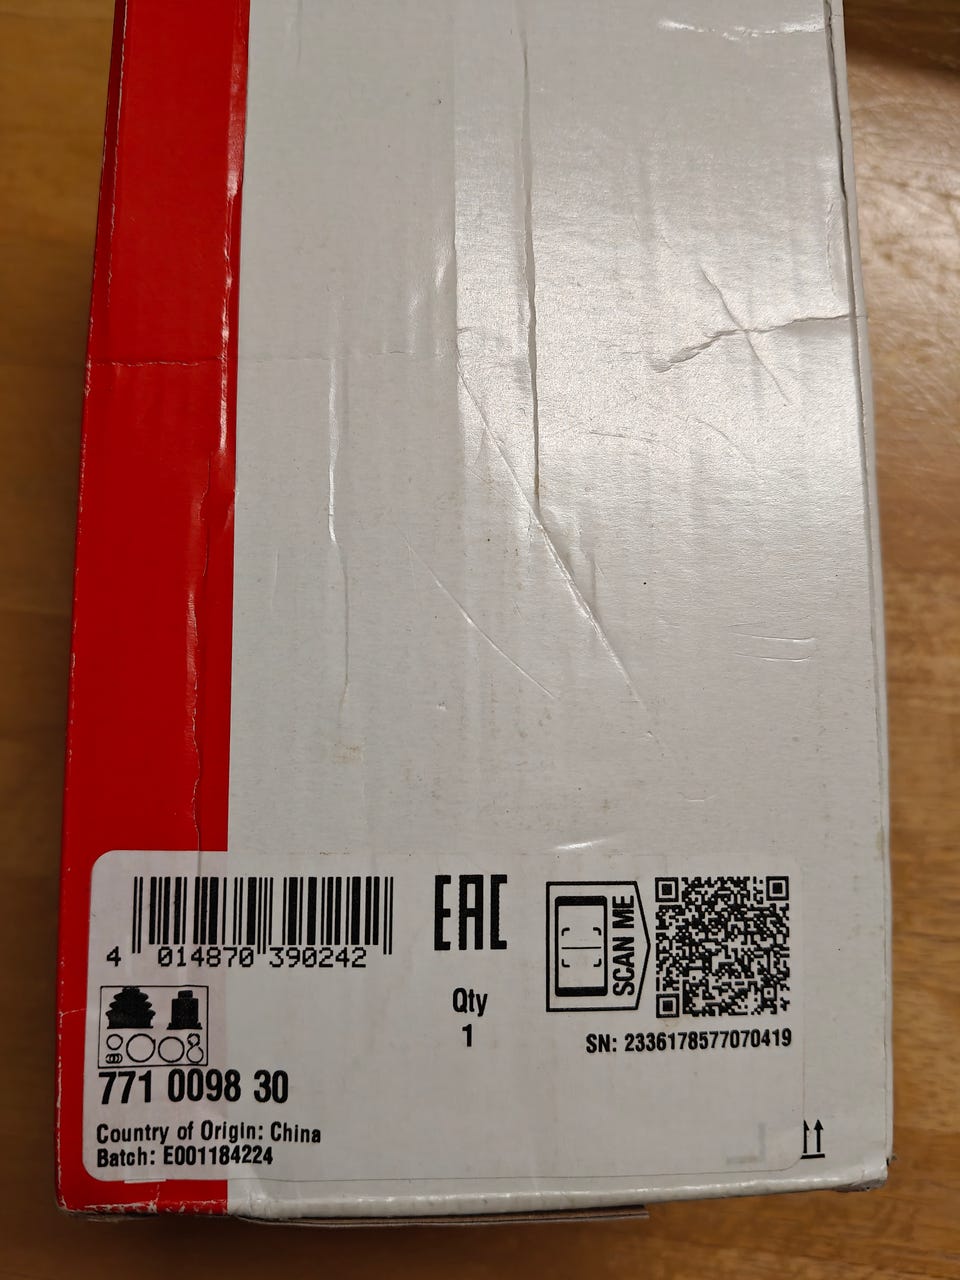 4 014870 390242
EAC
SCAN ME
Qty
1
SN: 2336178577070419
771 0098 30
Country of Origin: China
Batch: E001184224